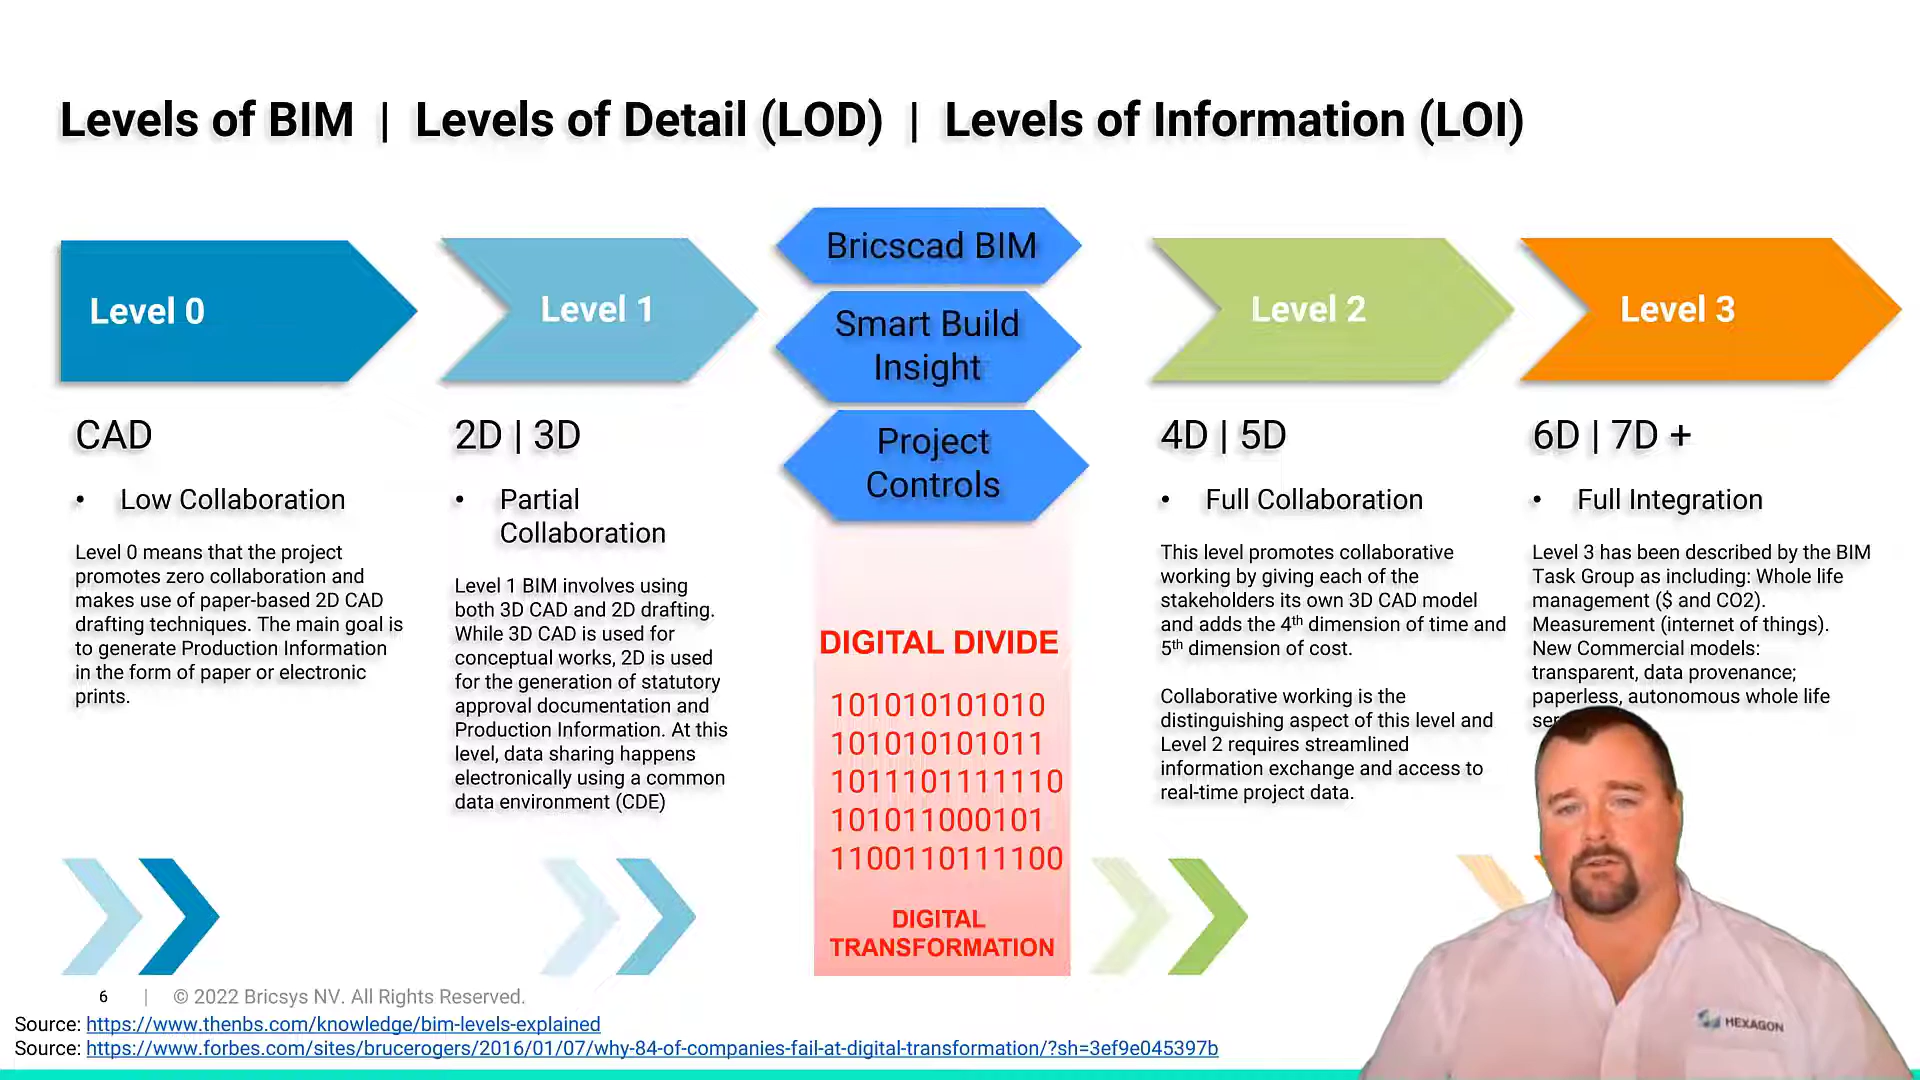 Levels of BIM | Levels of Detail (LOD) | Levels of Information (LOI)
Level 0
CAD
• Low Collaboration
Level 0 means that the project
promotes zero collaboration and
makes use of paper-based 2D CAD
drafting techniques. The main goal is
to generate Production Information
in the form of paper or electronic
prints.
Level 1
2D | 3D
• Partial
Collaboration
Level 1 BIM involves using
both 3D CAD and 2D drafting.
While 3D CAD is used for
conceptual works, 2D is used
for the generation of statutory
approval documentation and
Production Information. At this
level, data sharing happens
electronically using a common
data environment (CDE)
Bricscad BIM
Smart Build
Insight
Project
Controls
DIGITAL DIVIDE
101010101010
101010101011
1011101111110
101011000101
1100110111100
DIGITAL
TRANSFORMATION
Level 2
4D | 5D
• Full Collaboration
This level promotes collaborative
working by giving each of the
stakeholders its own 3D CAD model
and adds the 4th dimension of time and
5th dimension of cost.
Collaborative working is the
distinguishing aspect of this level and
Level 2 requires streamlined
information exchange and access to
real-time project data.
Level 3
6D | 7D +
• Full Integration
Level 3 has been described by the BIM
Task Group as including: Whole life
management ($ and CO2).
Measurement (internet of things).
New Commercial models:
transparent, data provenance;
paperless, autonomous whole life
6 | © 2022 Bricsys NV. All Rights Reserved.
Source: https://www.thenbs.com/knowledge/bim-levels-explained
Source: https://www.forbes.com/sites/brucerogers/2016/01/07/why-84-of-companies-fail-at-digital-transformation/?sh=3ef9e045397b
HEXAGON